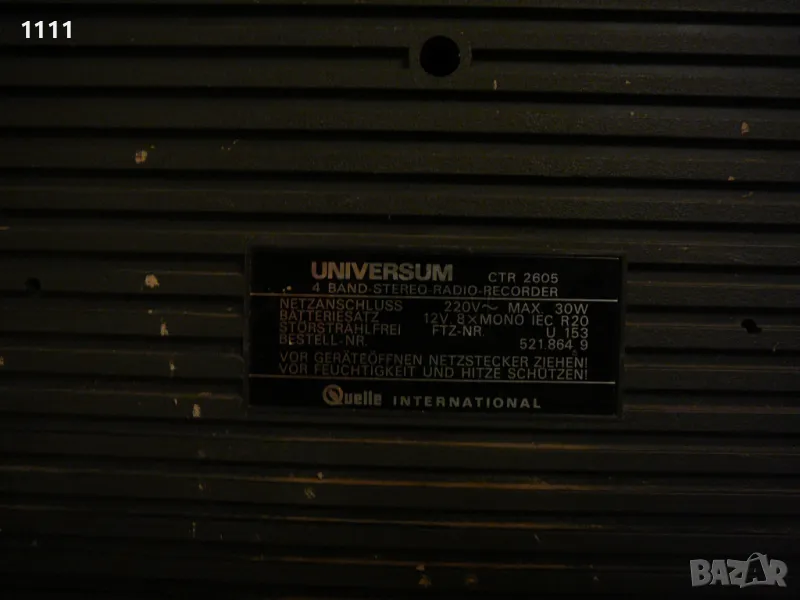 1111
UNIVERSUM CTR 2605
4 BAND-STEREO-RADIO-RECORDER
NETZANSCHLUSS 220V~ MAX. 30W
BATTERIESATZ 12V 8×MONO IEC R20
STÖRSTRAHLFREI FTZ-NR. U 153
BESTELL-NR. 521.864 9
VOR GERÄTEÖFFNEN NETZSTECKER ZIEHEN!
VOR FEUCHTIGKEIT UND HITZE SCHÜTZEN!
Quelle INTERNATIONAL
BAZAR